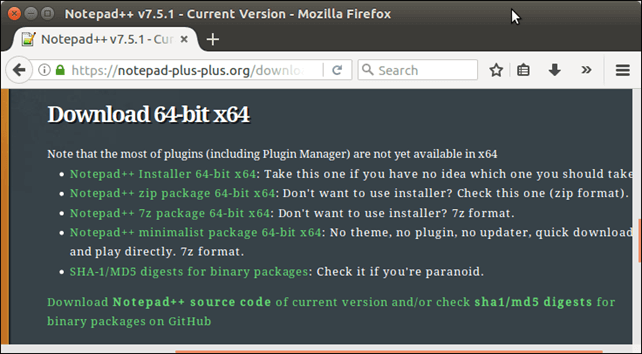 Notepad++ v7.5.1 - Current Version - Mozilla Firefox
Notepad++ v7.5.1 - Cur
https://notepad-plus-plus.org/downlo
Search
Download 64-bit x64
Note that the most of plugins (including Plugin Manager) are not yet available in x64
• Notepad++ Installer 64-bit x64: Take this one if you have no idea which one you should take
• Notepad++ zip package 64-bit x64: Don't want to use installer? Check this one (zip format).
• Notepad++ 7z package 64-bit x64: Don't want to use installer? 7z format.
• Notepad++ minimalist package 64-bit x64: No theme, no plugin, no updater, quick download
and play directly. 7z format.
• SHA-1/MD5 digests for binary packages: Check it if you're paranoid.
Download Notepad++ source code of current version and/or check sha1/md5 digests for
binary packages on GitHub